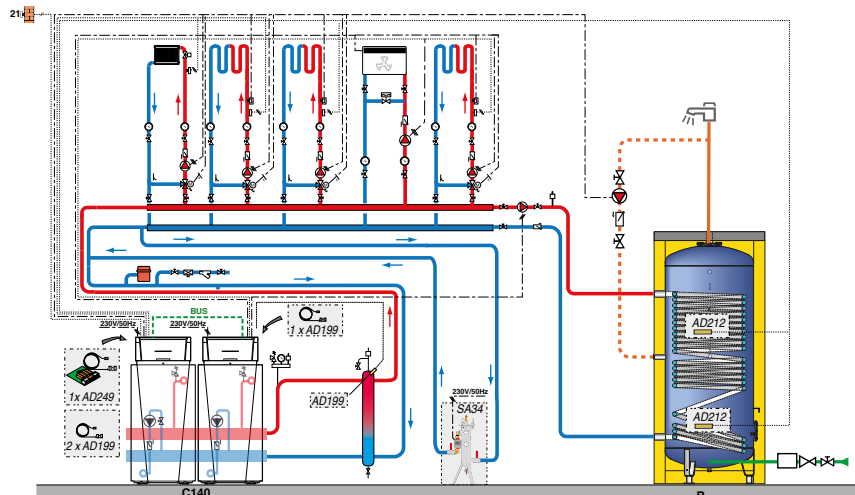 21
BUS
230V/50Hz
230V/50Hz
1 x AD199
1x AD249
2 x AD199
AD199
230V/50Hz
SA34
AD212
AD212
C140
B